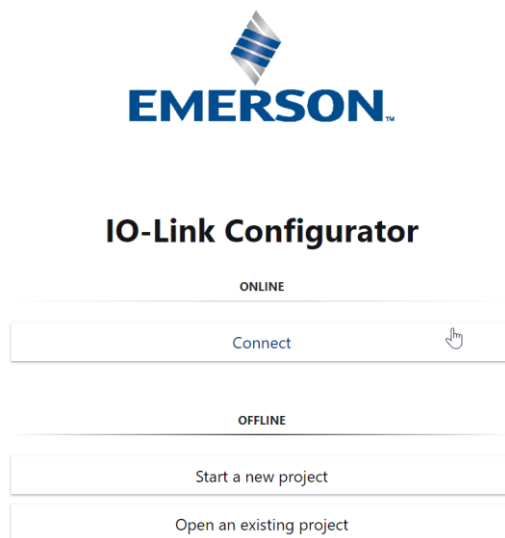 EMERSON™
IO-Link Configurator
ONLINE
Connect
OFFLINE
Start a new project
Open an existing project